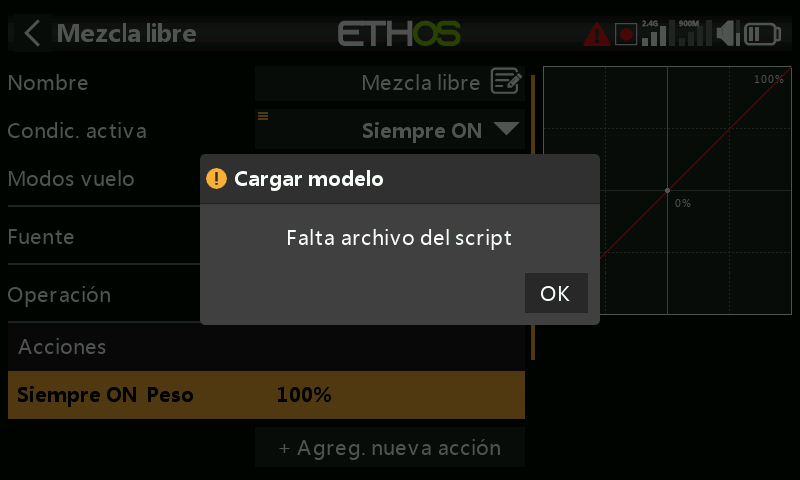 Mezcla libre
ETHOS
2.4G
900M
Nombre
Mezcla libre
100%
Condic. activa
Siempre ON
Modos vuelo
Cargar modelo
0%
Falta archivo del script
Fuente
OK
Operación
Acciones
Siempre ON Peso 100%
+ Agreg. nueva acción